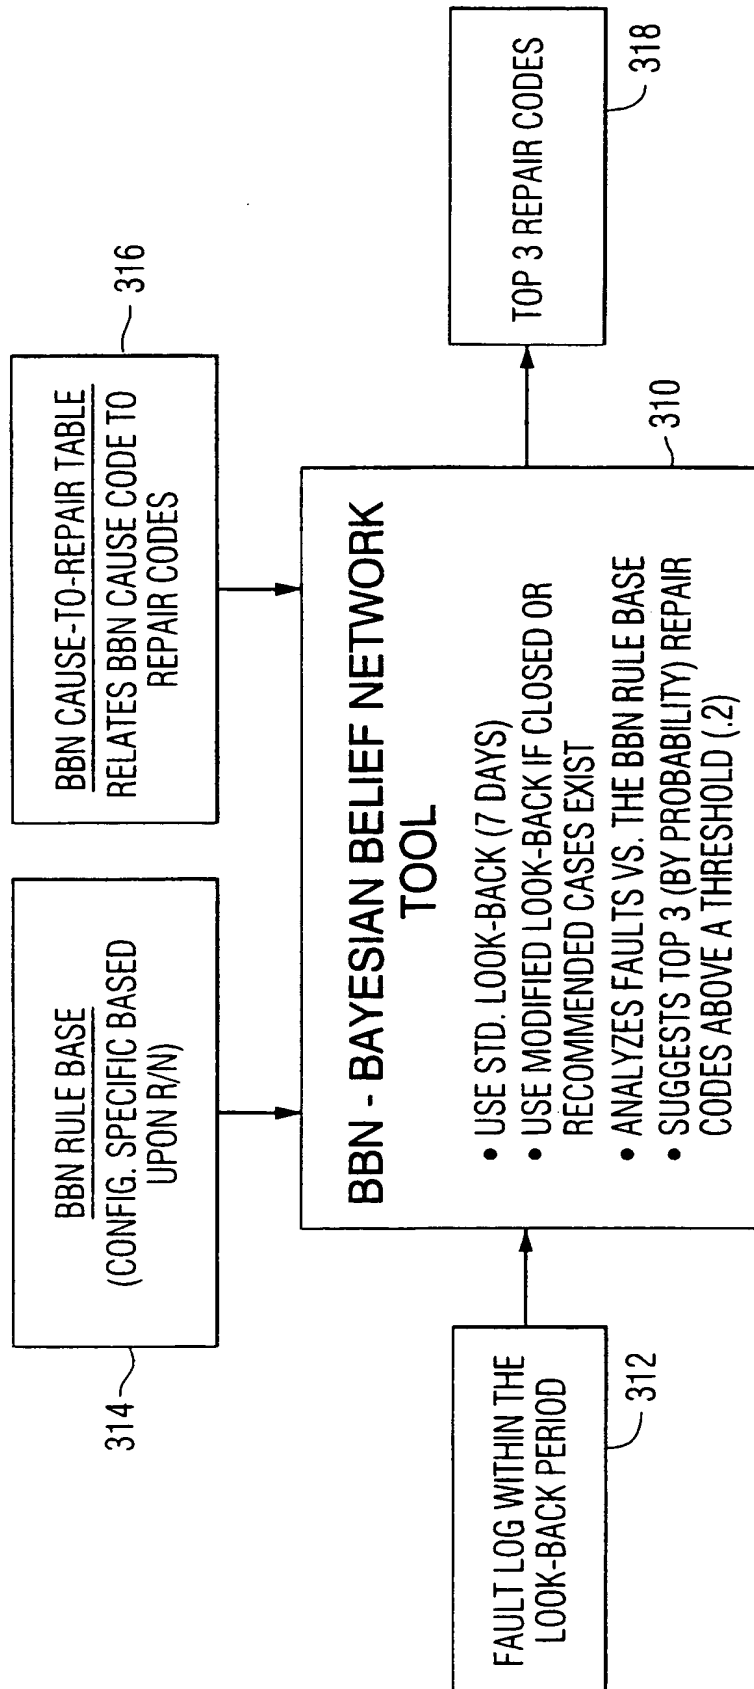 BBN RULE BASE
(CONFIG. SPECIFIC BASED
UPON R/N)
314
BBN CAUSE-TO-REPAIR TABLE
RELATES BBN CAUSE CODE TO
REPAIR CODES
316
FAULT LOG WITHIN THE
LOOK-BACK PERIOD
312
BBN - BAYESIAN BELIEF NETWORK
TOOL
• USE STD. LOOK-BACK (7 DAYS)
• USE MODIFIED LOOK-BACK IF CLOSED OR
RECOMMENDED CASES EXIST
• ANALYZES FAULTS VS. THE BBN RULE BASE
• SUGGESTS TOP 3 (BY PROBABILITY) REPAIR
CODES ABOVE A THRESHOLD (.2)
310
TOP 3 REPAIR CODES
318